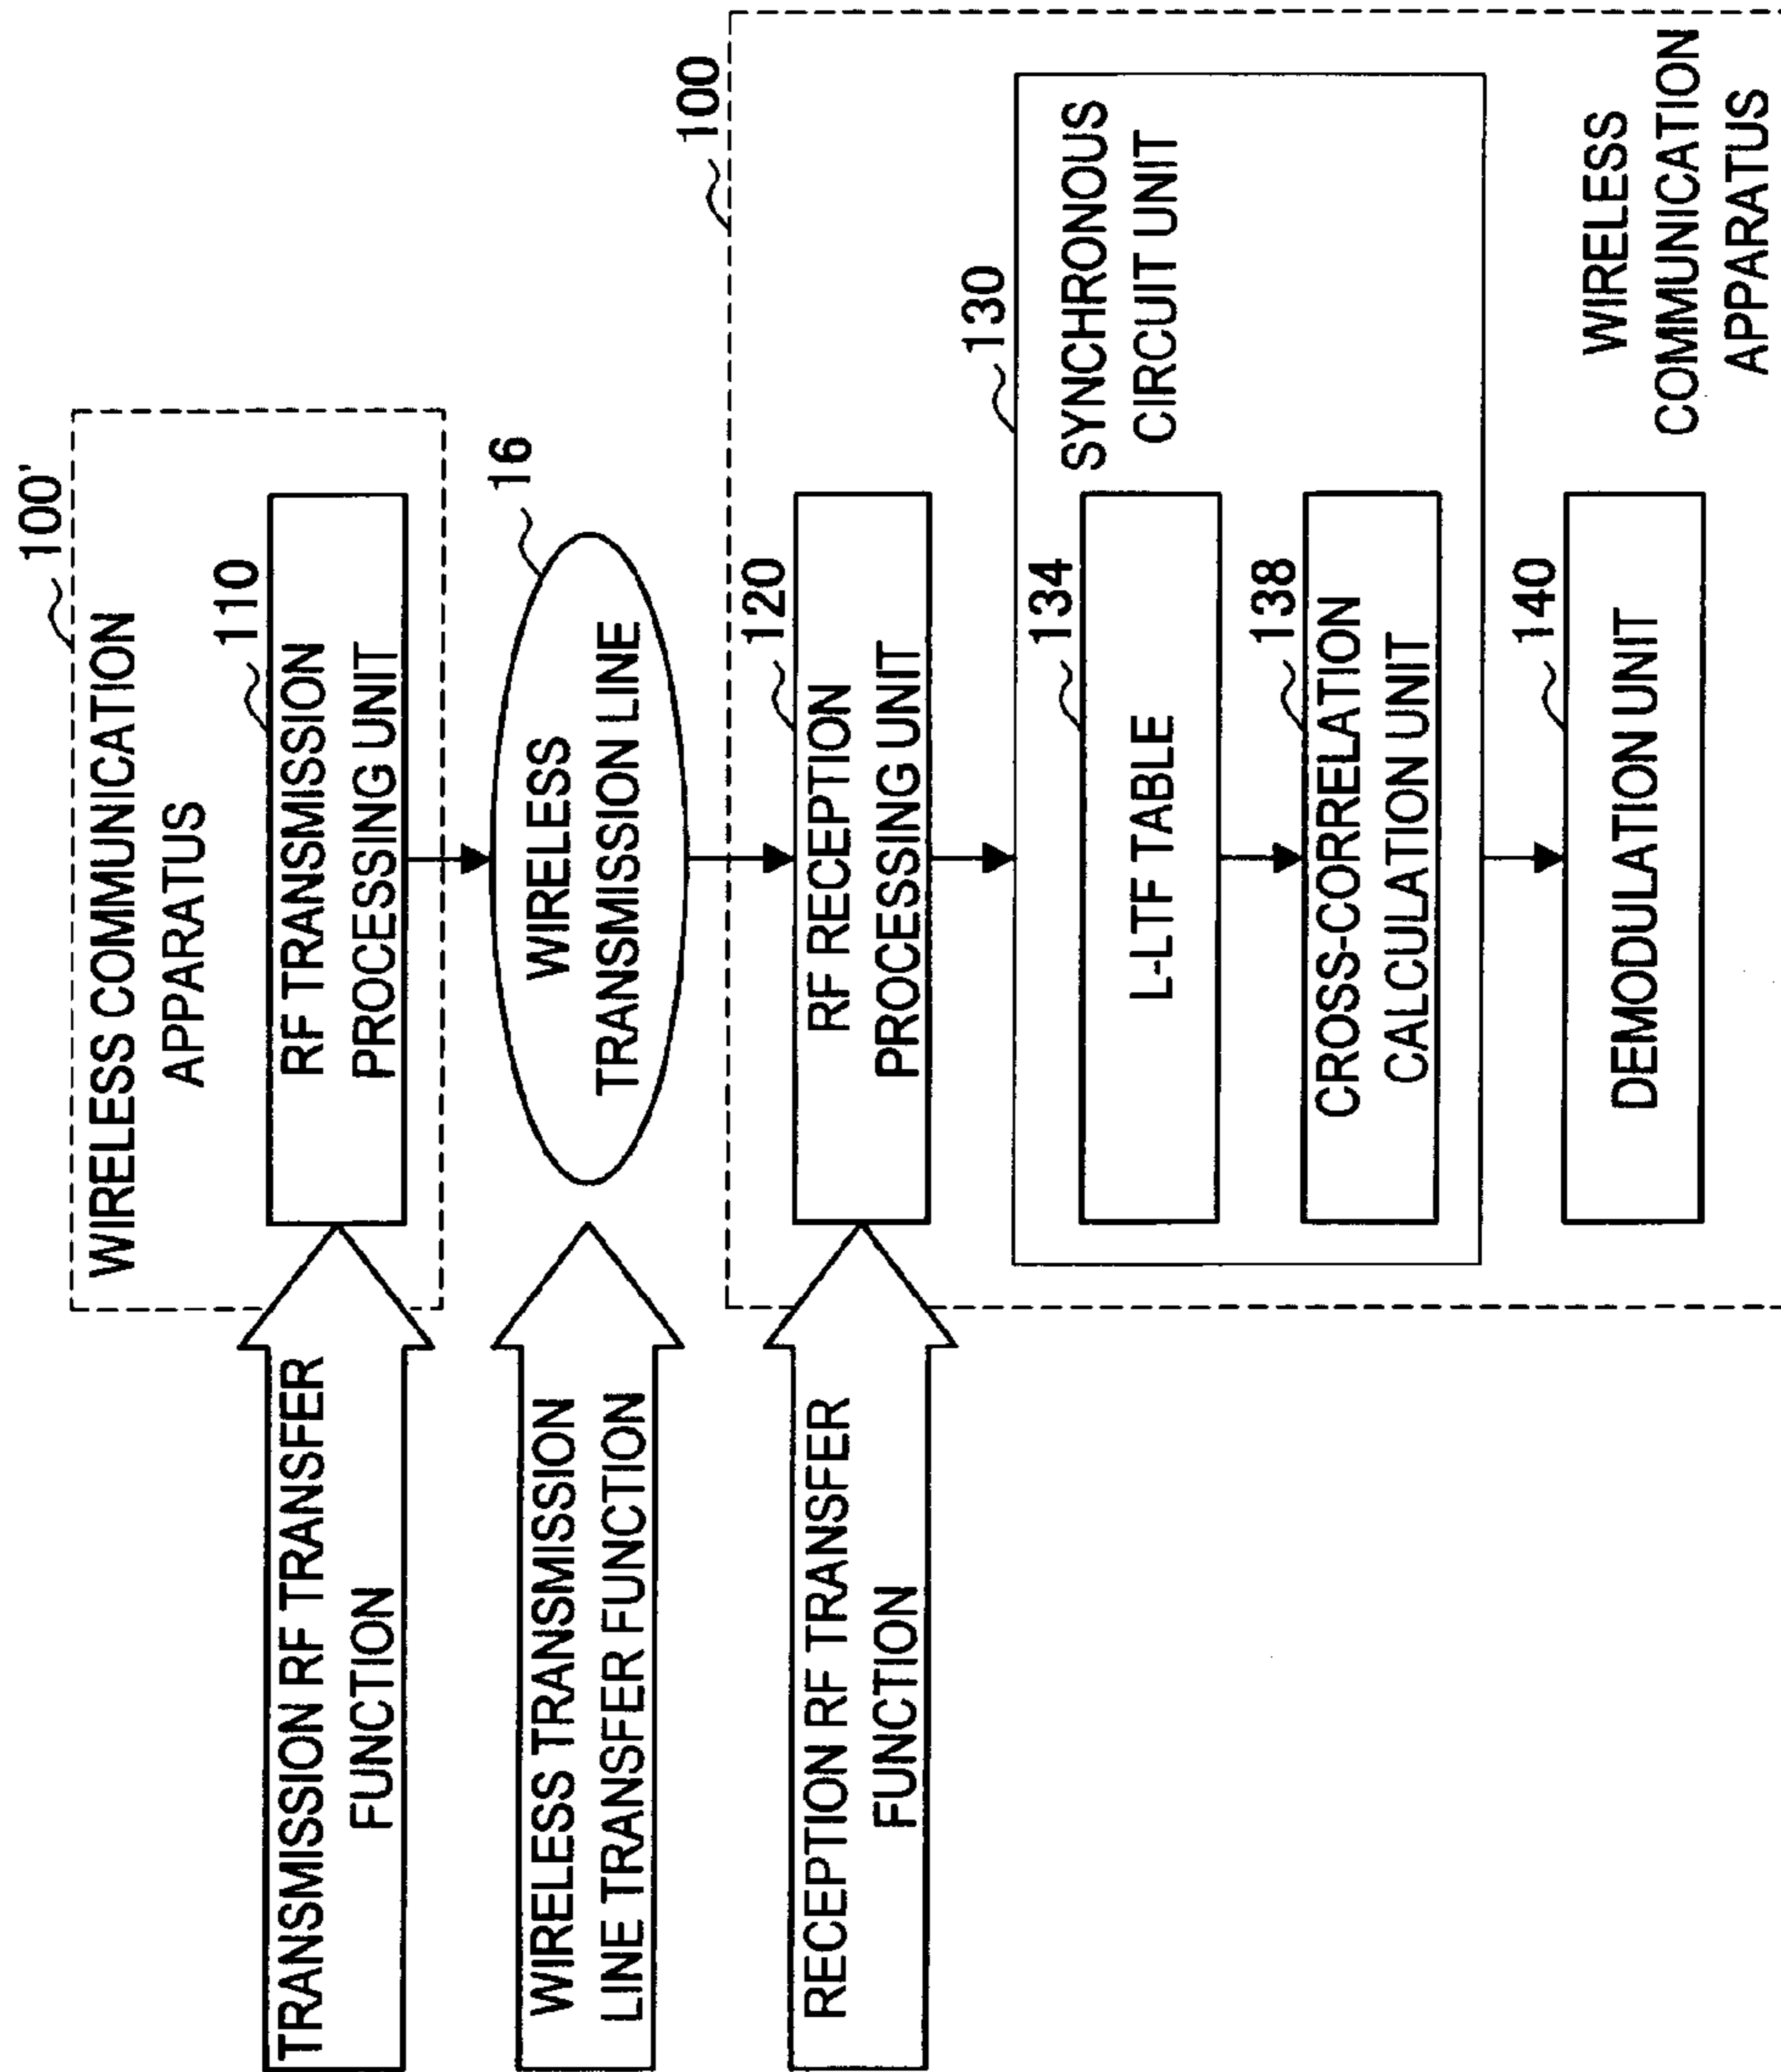 100'
WIRELESS COMMUNICATION
APPARATUS
110
TRANSMISSION RF TRANSFER
FUNCTION
RF TRANSMISSION
PROCESSING UNIT
16
WIRELESS TRANSMISSION
LINE TRANSFER FUNCTION
WIRELESS
TRANSMISSION LINE
100
120
RECEPTION RF TRANSFER
FUNCTION
RF RECEPTION
PROCESSING UNIT
130
SYNCHRONOUS
CIRCUIT UNIT
134
L-LTF TABLE
138
CROSS-CORRELATION
CALCULATION UNIT
140
DEMODULATION UNIT
WIRELESS
COMMUNICATION
APPARATUS